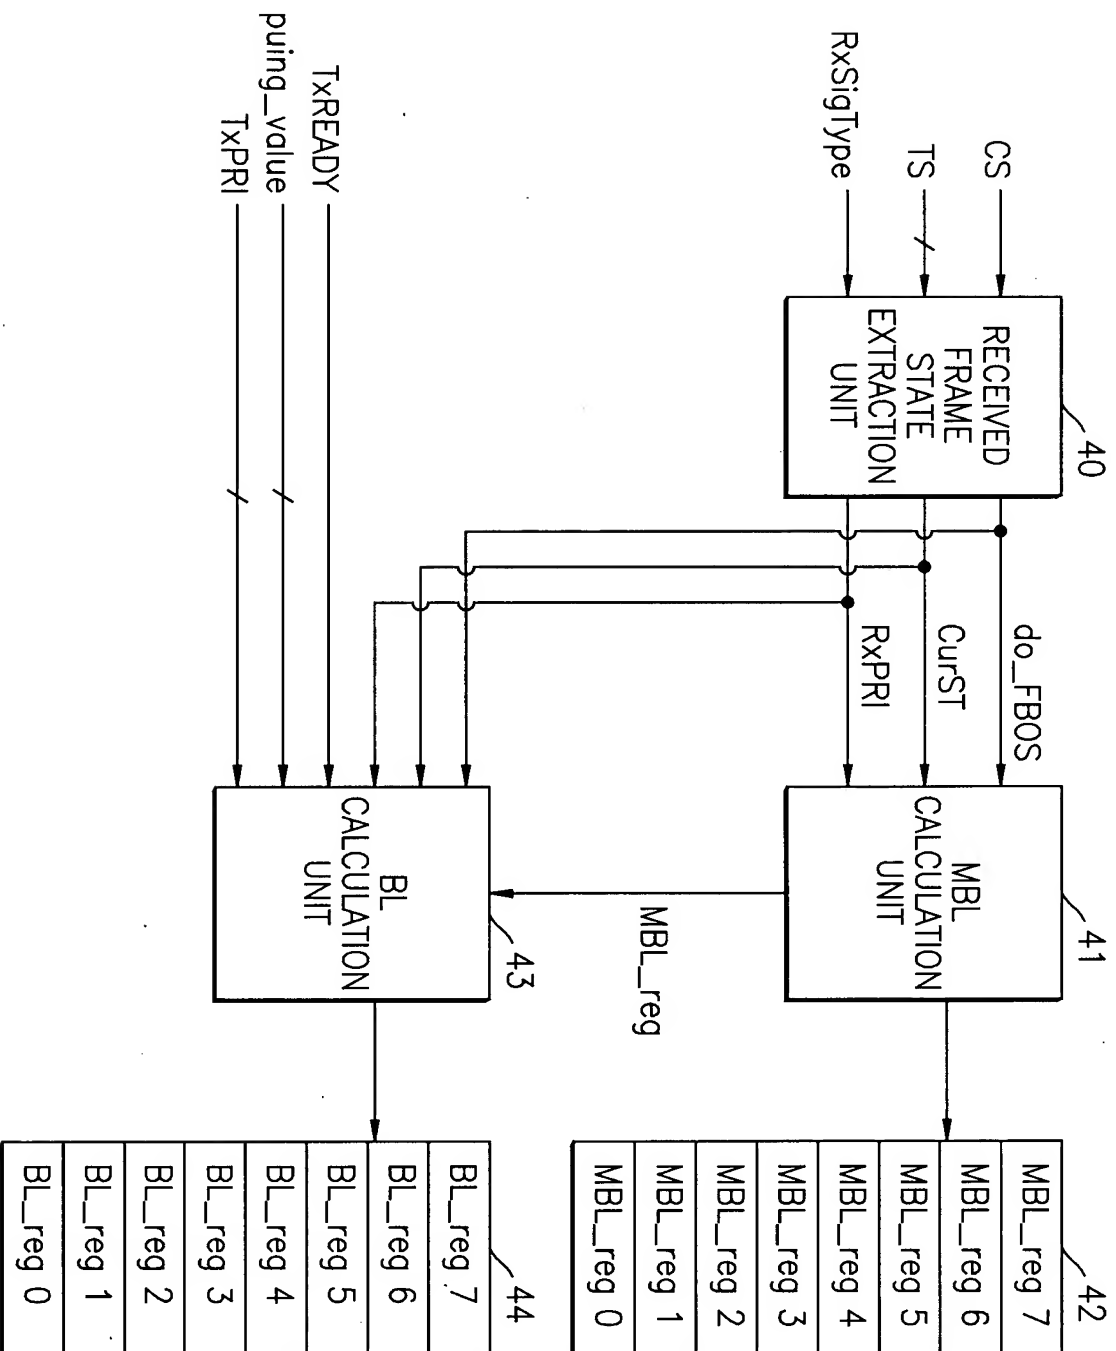 CS
TS
RxSigType
RECEIVED
FRAME
STATE
EXTRACTION
UNIT
40
do_FBOS
CurST
RxPRI
MBL
CALCULATION
UNIT
41
MBL_reg 7
MBL_reg 6
MBL_reg 5
MBL_reg 4
MBL_reg 3
MBL_reg 2
MBL_reg 1
MBL_reg 0
42
MBL_reg
TxREADY
puing_value
TxPRI
BL
CALCULATION
UNIT
43
BL_reg 7
BL_reg 6
BL_reg 5
BL_reg 4
BL_reg 3
BL_reg 2
BL_reg 1
BL_reg 0
44